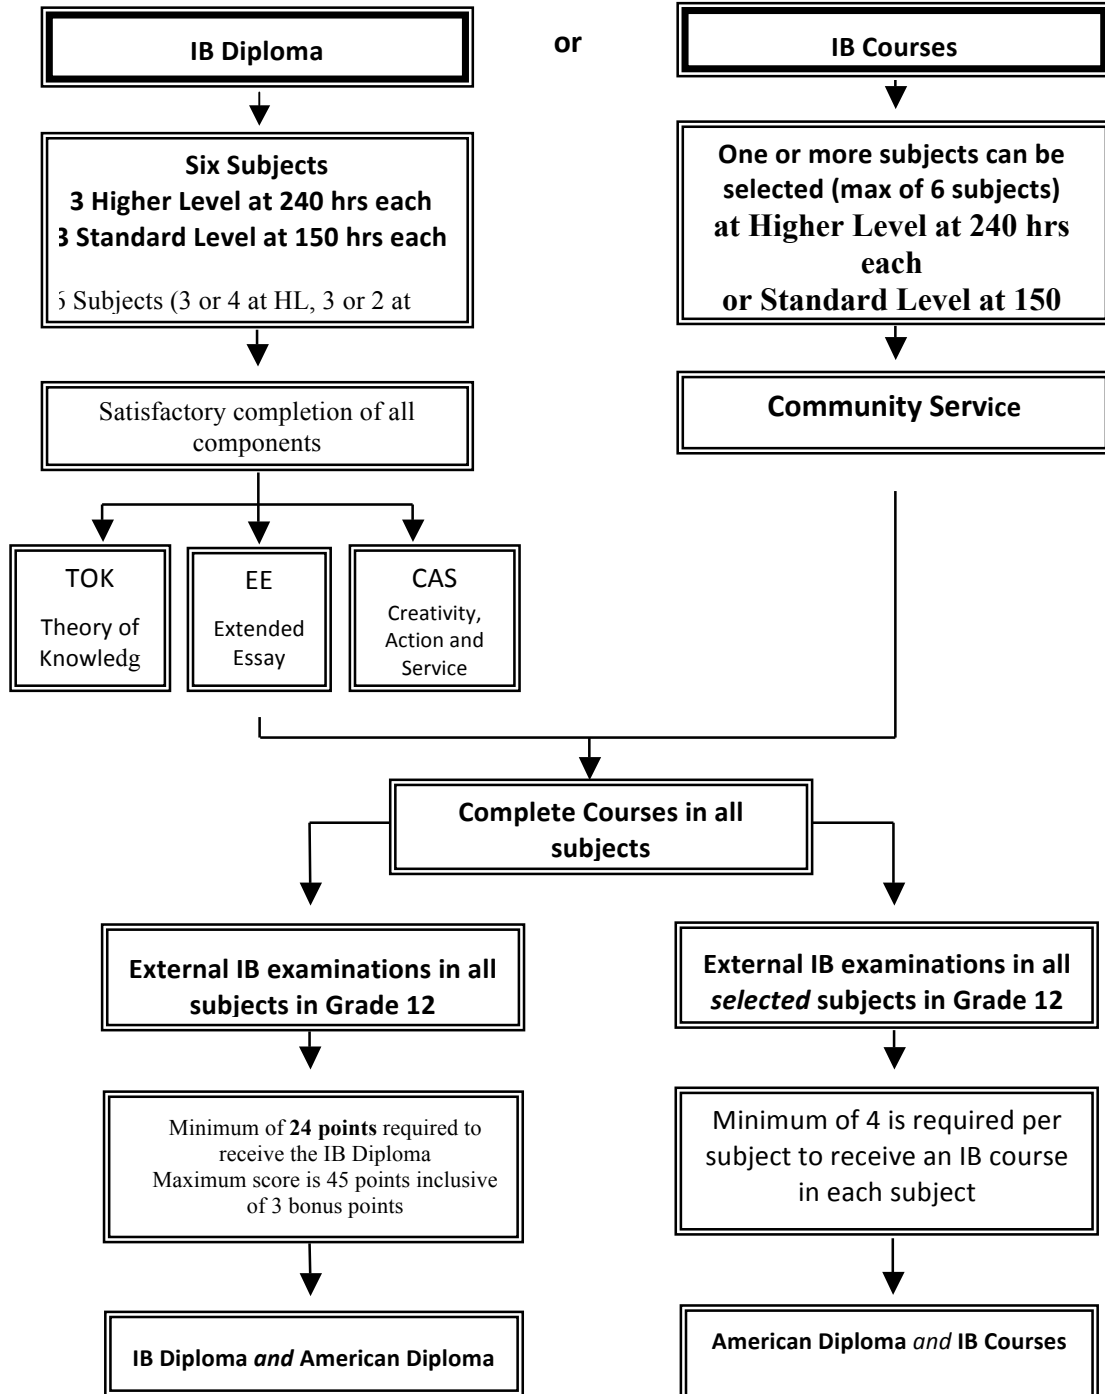 IB Diploma
or
IB Courses
Six Subjects
3 Higher Level at 240 hrs each
3 Standard Level at 150 hrs each
6 Subjects (3 or 4 at HL, 3 or 2 at
One or more subjects can be
selected (max of 6 subjects)
at Higher Level at 240 hrs
each
or Standard Level at 150
Satisfactory completion of all
components
Community Service
TOK
Theory of
Knowledg
EE
Extended
Essay
CAS
Creativity,
Action and
Service
Complete Courses in all
subjects
External IB examinations in all
subjects in Grade 12
External IB examinations in all
selected subjects in Grade 12
Minimum of 24 points required to
receive the IB Diploma
Maximum score is 45 points inclusive
of 3 bonus points
Minimum of 4 is required per
subject to receive an IB course
in each subject
IB Diploma and American Diploma
American Diploma and IB Courses